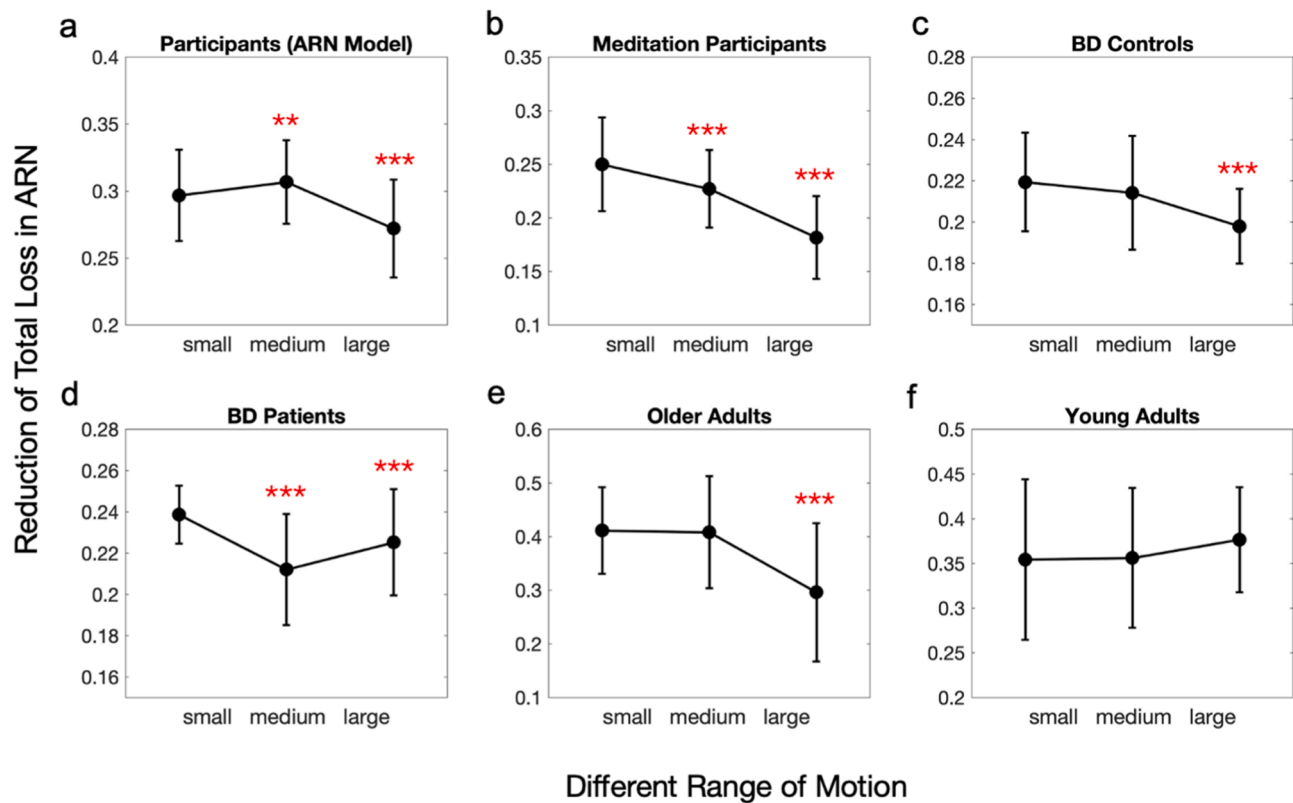 a
Participants (ARN Model)
0.4
0.35
0.3
0.25
0.2
**
***
small medium large
b
Meditation Participants
0.35
0.3
0.25
0.2
0.15
0.1
***
***
small medium large
c
BD Controls
0.28
0.26
0.24
0.22
0.2
0.18
0.16
***
small medium large
Reduction of Total Loss in ARN
d
BD Patients
0.28
0.26
0.24
0.22
0.2
0.18
0.16
***
***
small medium large
e
Older Adults
0.6
0.5
0.4
0.3
0.2
0.1
***
small medium large
f
Young Adults
0.5
0.45
0.4
0.35
0.3
0.25
0.2
small medium large
Different Range of Motion